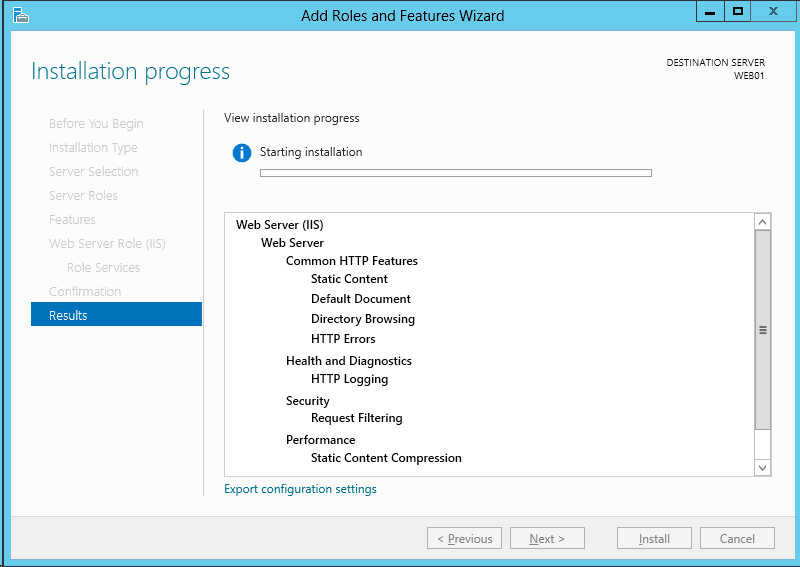 Add Roles and Features Wizard
Installation progress
DESTINATION SERVER
WEB01
Before You Begin
Installation Type
Server Selection
Server Roles
Features
Web Server Role (IIS)
Role Services
Confirmation
Results
View installation progress
Starting installation
Web Server (IIS)
Web Server
Common HTTP Features
Static Content
Default Document
Directory Browsing
HTTP Errors
Health and Diagnostics
HTTP Logging
Security
Request Filtering
Performance
Static Content Compression
Export configuration settings
< Previous
Next >
Install
Cancel